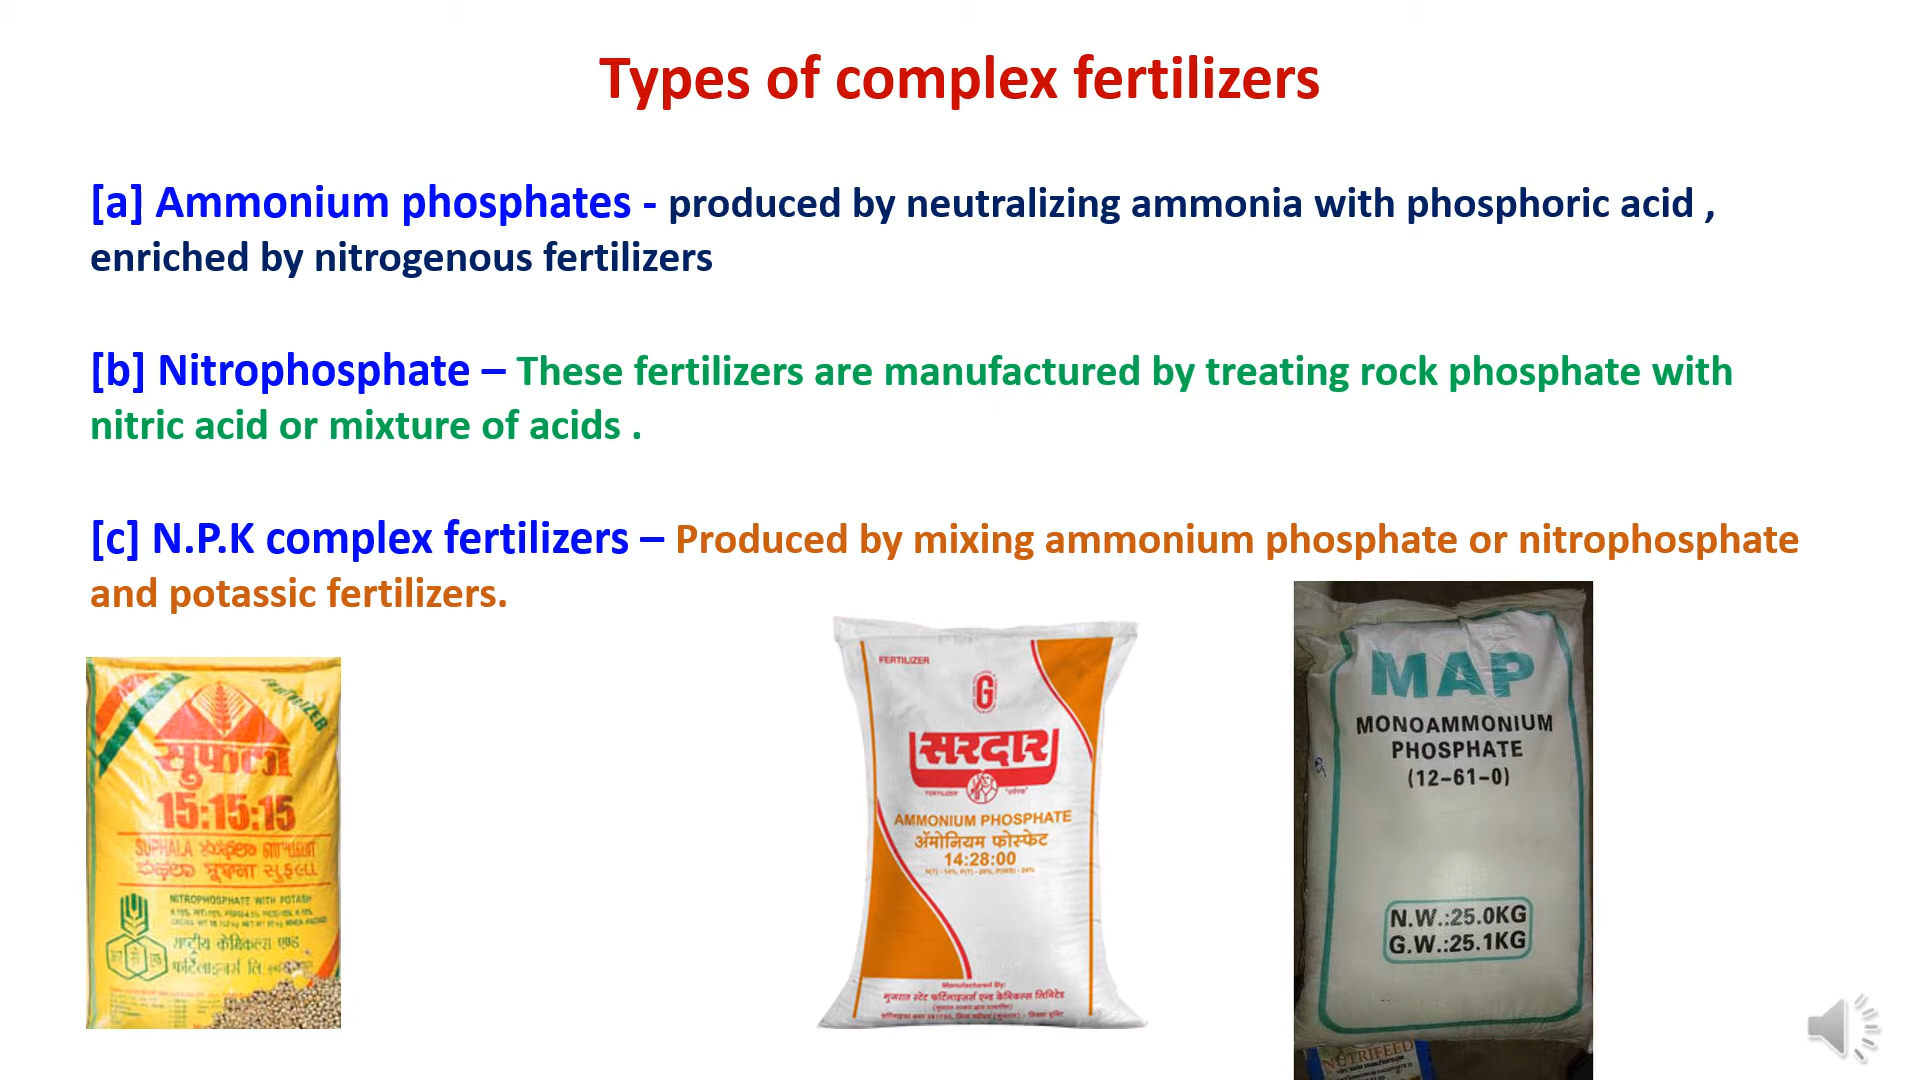 Types of complex fertilizers
[a] Ammonium phosphates - produced by neutralizing ammonia with phosphoric acid ,
enriched by nitrogenous fertilizers
[b] Nitrophosphate – These fertilizers are manufactured by treating rock phosphate with
nitric acid or mixture of acids .
[c] N.P.K complex fertilizers – Produced by mixing ammonium phosphate or nitrophosphate
and potassic fertilizers.
FERTILIZER
सुफला
15:15:15
SUPHALA
NITROPHOSPHATE WITH POTASH
राष्ट्रीय केमिकल्स एण्ड
फर्टिलाइजर्स लि.
FERTILIZER
G
सरदार
FERTILIZER
AMMONIUM PHOSPHATE
अॅमोनियम फोस्फेट
14:28:00
Manufactured By:
गुजरात स्टेट फर्टिलाइजर्स एन्ड केमिकल्स लिमिटेड
MAP
MONOAMMONIUM
PHOSPHATE
(12-61-0)
N.W.:25.0KG
G.W.:25.1KG
NUTRIFEED